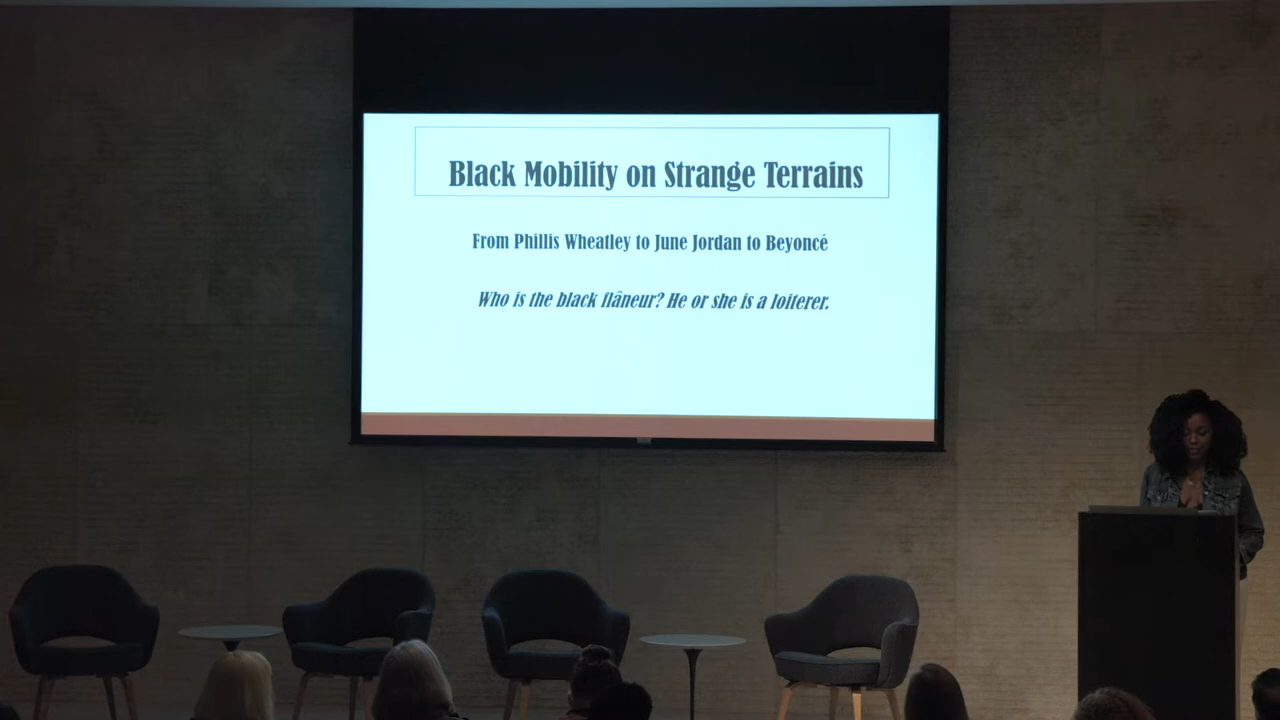 Black Mobility on Strange Terrains
From Phillis Wheatley to June Jordan to Beyoncé
Who is the black flâneur? He or she is a loiterer.